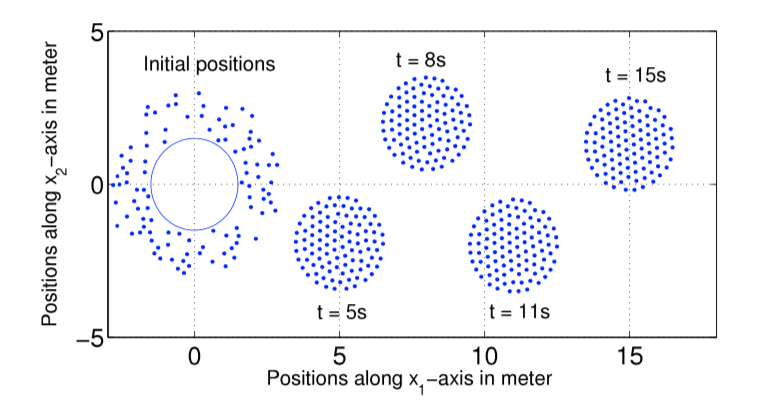 5
Initial positions
t = 8s
t = 15s
0
t = 5s
t = 11s
−5
0 5 10 15
Positions along x1−axis in meter
Positions along x2−axis in meter